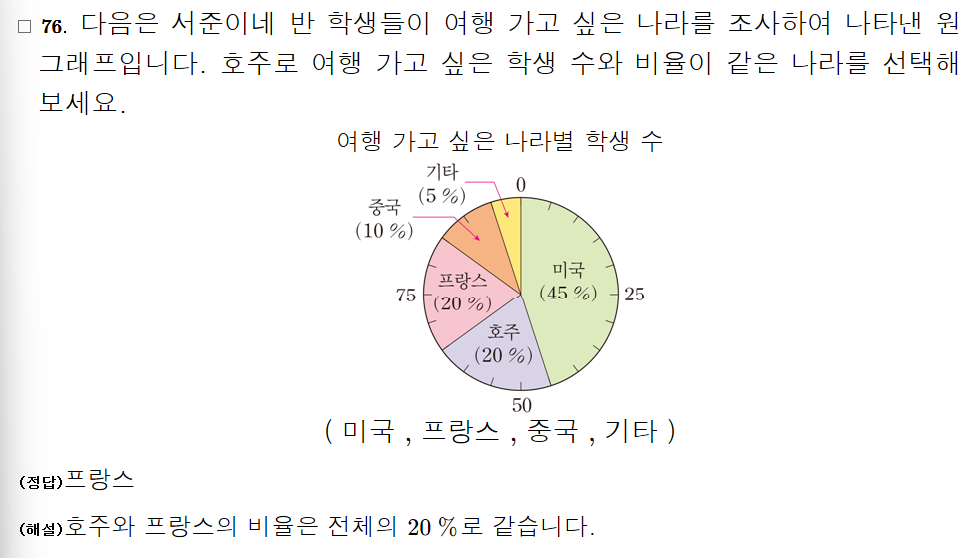 □ 76. 다음은 서준이네 반 학생들이 여행 가고 싶은 나라를 조사하여 나타낸 원
그래프입니다. 호주로 여행 가고 싶은 학생 수와 비율이 같은 나라를 선택해
보세요.
여행 가고 싶은 나라별 학생 수
기타
(5 %)
0
중국
(10 %)
미국
(45 %)
25
프랑스
(20 %)
75
호주
(20 %)
50
( 미국 , 프랑스 , 중국 , 기타 )
(정답)프랑스
(해설)호주와 프랑스의 비율은 전체의 20 %로 같습니다.